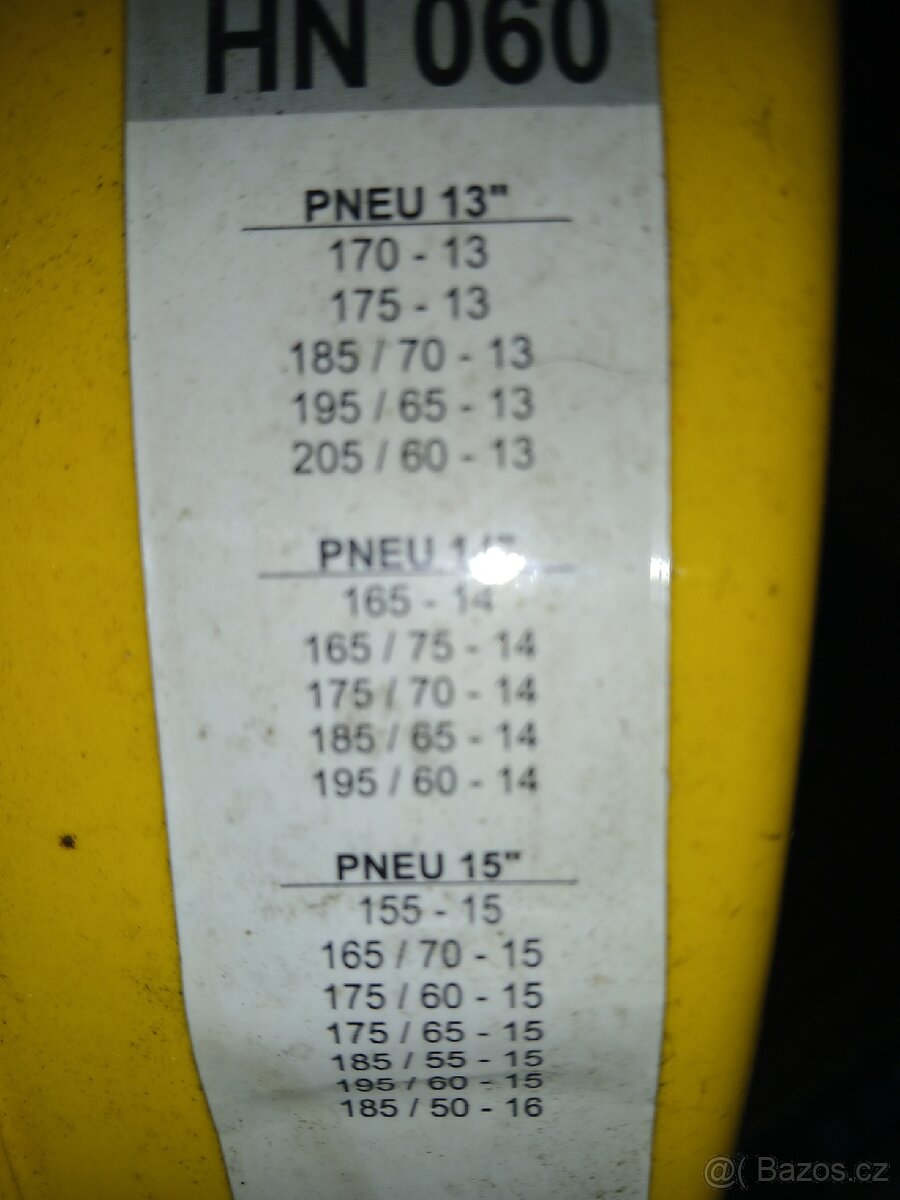 HN 060
PNEU 13"
170 - 13
175 - 13
185 / 70 - 13
195 / 65 - 13
205 / 60 - 13
PNEU 14"
165 - 14
165 / 75 - 14
175 / 70 - 14
185 / 65 - 14
195 / 60 - 14
PNEU 15"
155 - 15
165 / 70 - 15
175 / 60 - 15
175 / 65 - 15
185 / 55 - 15
195 / 60 - 15
185 / 50 - 16
@( Bazos.cz